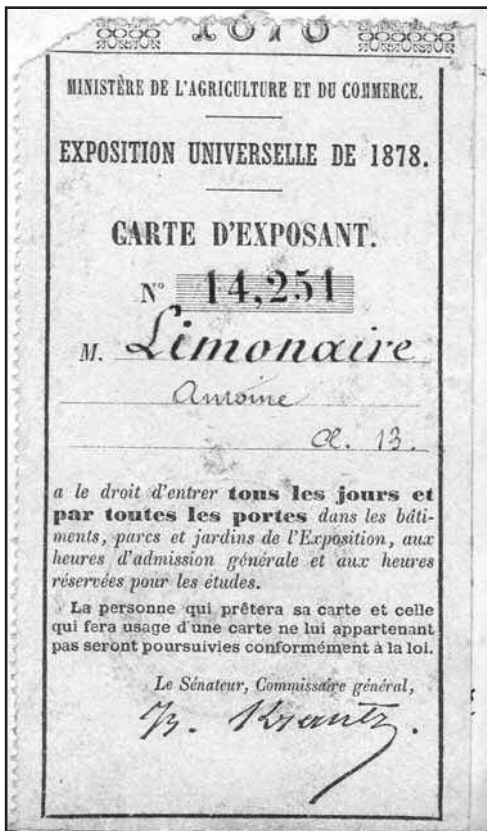 1878
MINISTÈRE DE L'AGRICULTURE ET DU COMMERCE.
EXPOSITION UNIVERSELLE DE 1878.
CARTE D'EXPOSANT.
N° 14,251
M. Limonaire
Antoine
Cl. 13.
a le droit d'entrer tous les jours et
par toutes les portes dans les bâti-
ments, parcs et jardins de l'Exposition, aux
heures d'admission générale et aux heures
réservées pour les études.
La personne qui prêtera sa carte et celle
qui fera usage d'une carte ne lui appartenant
pas seront poursuivies conformément à la loi.
Le Sénateur, Commissaire général,
J.B. Krantz.